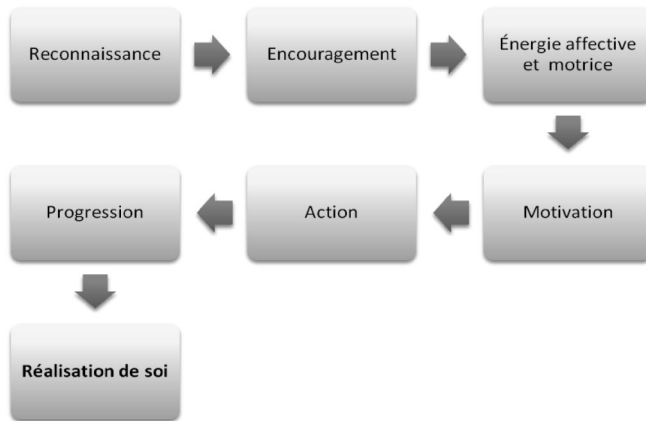 Reconnaissance
Encouragement
Énergie affective
et motrice
Motivation
Action
Progression
Réalisation de soi